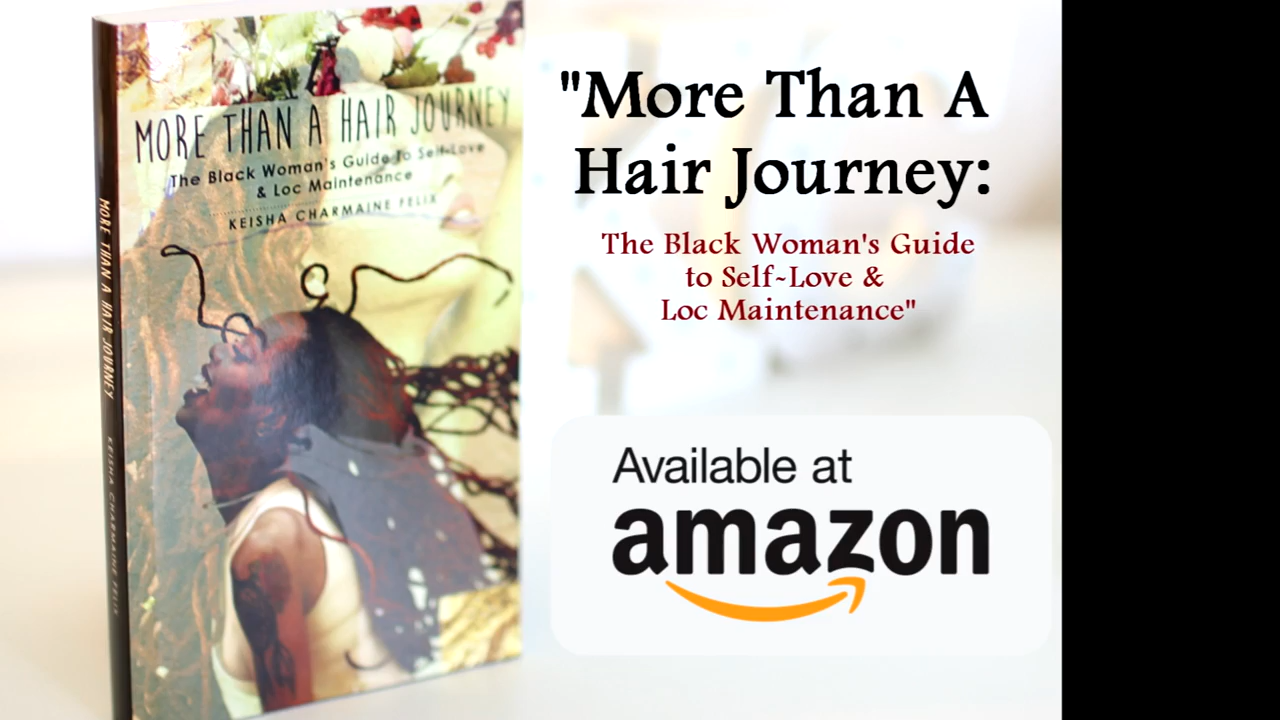 MORE THAN A HAIR JOURNEY
The Black Woman's Guide to Self-Love
& Loc Maintenance
KEISHA CHARMAINE FELIX
MORE THAN A HAIR JOURNEY KEISHA CHARMAINE FELIX
"More Than A
Hair Journey:
The Black Woman's Guide
to Self-Love &
Loc Maintenance"
Available at
amazon